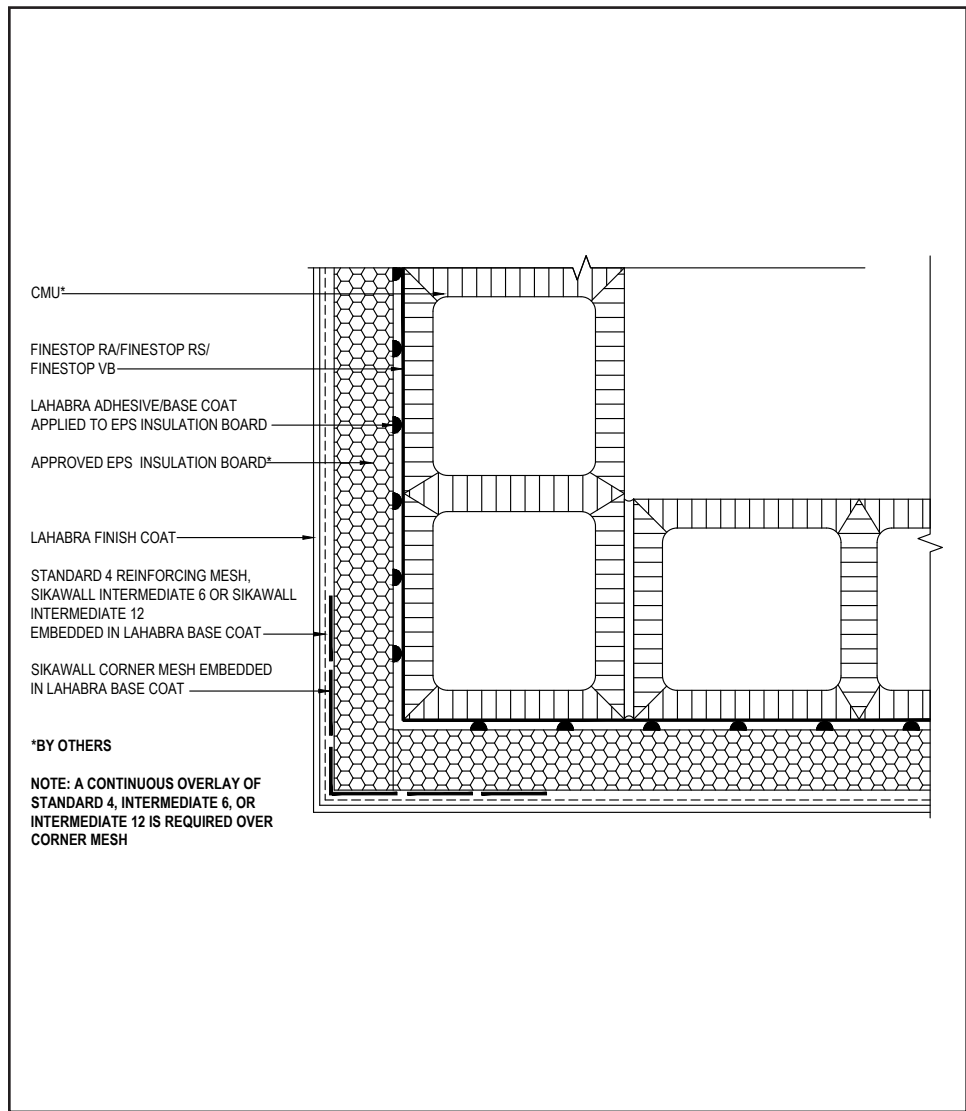 CMU*
FINESTOP RA/FINESTOP RS/
FINESTOP VB
LAHABRA ADHESIVE/BASE COAT
APPLIED TO EPS INSULATION BOARD
APPROVED EPS INSULATION BOARD*
LAHABRA FINISH COAT
STANDARD 4 REINFORCING MESH,
SIKAWALL INTERMEDIATE 6 OR SIKAWALL
INTERMEDIATE 12
EMBEDDED IN LAHABRA BASE COAT
SIKAWALL CORNER MESH EMBEDDED
IN LAHABRA BASE COAT
*BY OTHERS
NOTE: A CONTINUOUS OVERLAY OF
STANDARD 4, INTERMEDIATE 6, OR
INTERMEDIATE 12 IS REQUIRED OVER
CORNER MESH